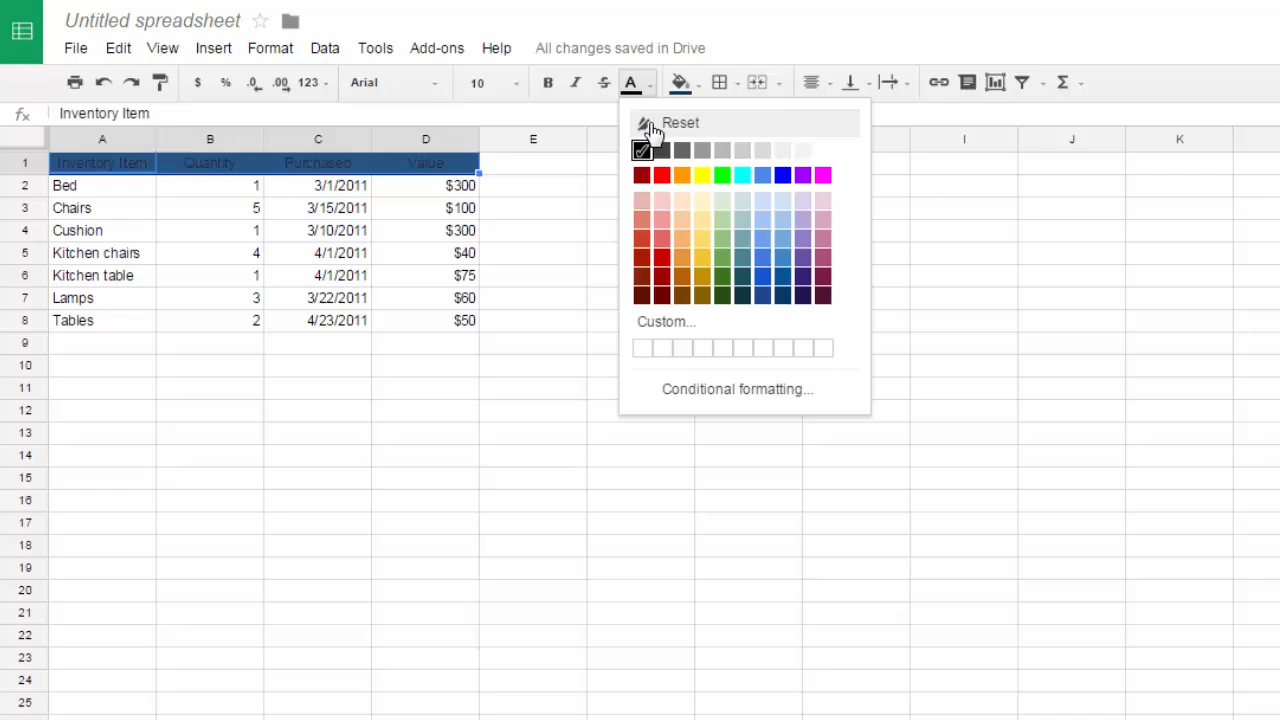 Untitled spreadsheet
File Edit View Insert Format Data Tools Add-ons Help All changes saved in Drive
$ % .0 .00 123 Arial 10 B I S A Σ
fx Inventory Item
Reset
A B C D E I J K
1 Inventory Item Quantity Purchased Value
2 Bed 1 3/1/2011 $300
3 Chairs 5 3/15/2011 $100
4 Cushion 1 3/10/2011 $300
5 Kitchen chairs 4 4/1/2011 $40
6 Kitchen table 1 4/1/2011 $75
7 Lamps 3 3/22/2011 $60
8 Tables 2 4/23/2011 $50
Custom...
9
10
11
Conditional formatting...
12
13
14
15
16
17
18
19
20
21
22
23
24
25